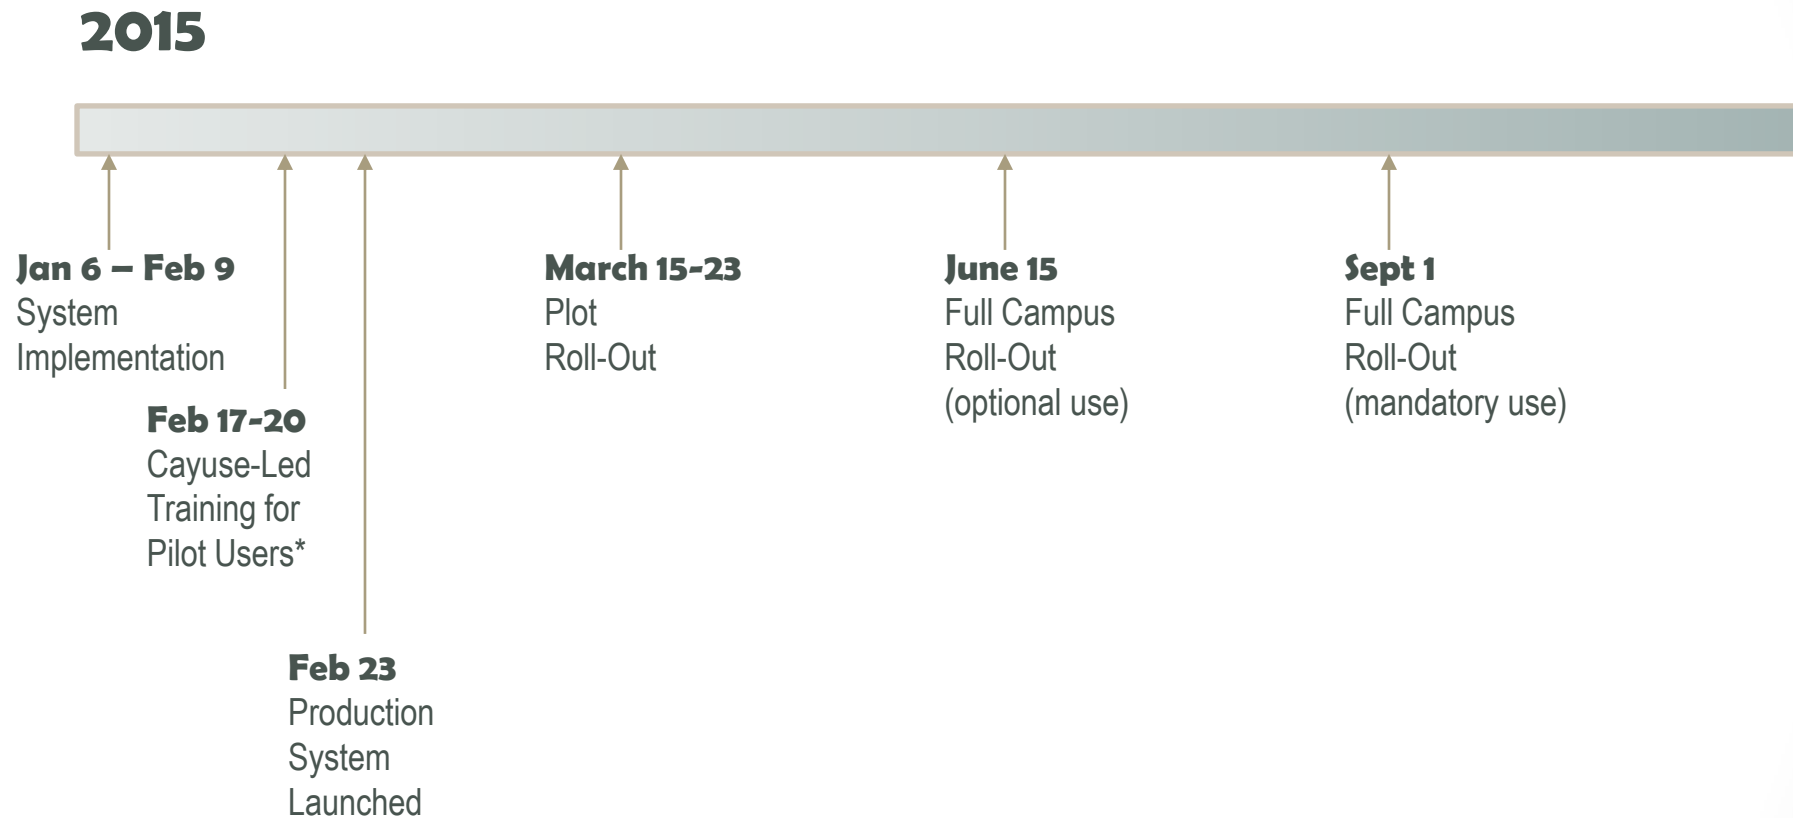 2015
Jan 6 – Feb 9
System
Implementation
Feb 17-20
Cayuse-Led
Training for
Pilot Users*
Feb 23
Production
System
Launched
March 15-23
Plot
Roll-Out
June 15
Full Campus
Roll-Out
(optional use)
Sept 1
Full Campus
Roll-Out
(mandatory use)